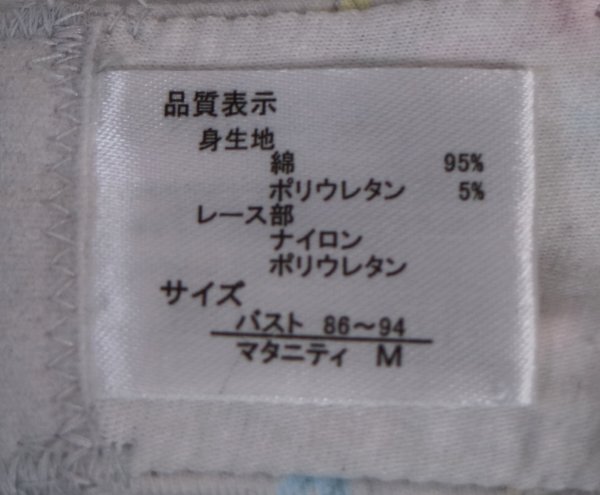 品質表示
身生地
綿 95%
ポリウレタン 5%
レース部
ナイロン
ポリウレタン
サイズ
バスト 86〜94
マタニティ M